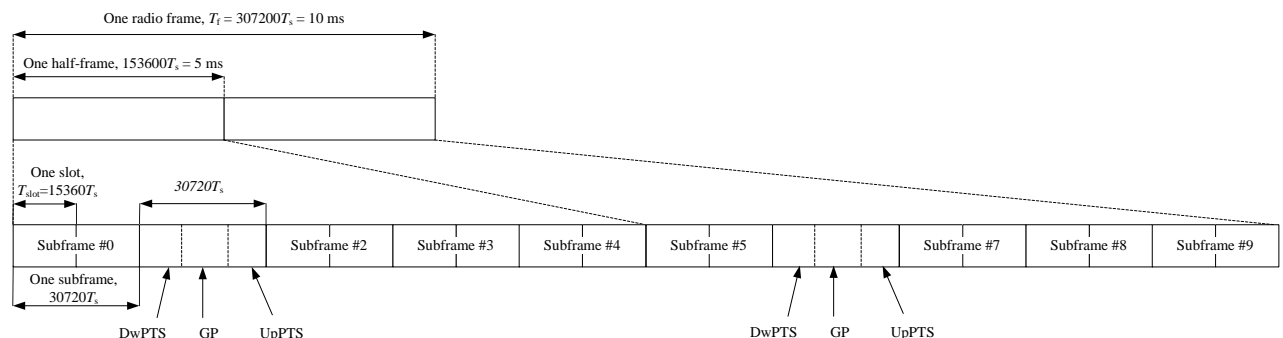 One radio frame, Tf = 307200Ts = 10 ms
One half-frame, 153600Ts = 5 ms
One slot,
Tslot=15360Ts
30720Ts
Subframe #0
Subframe #2
Subframe #3
Subframe #4
Subframe #5
Subframe #7
Subframe #8
Subframe #9
One subframe,
30720Ts
DwPTS
GP
UpPTS
DwPTS
GP
UpPTS